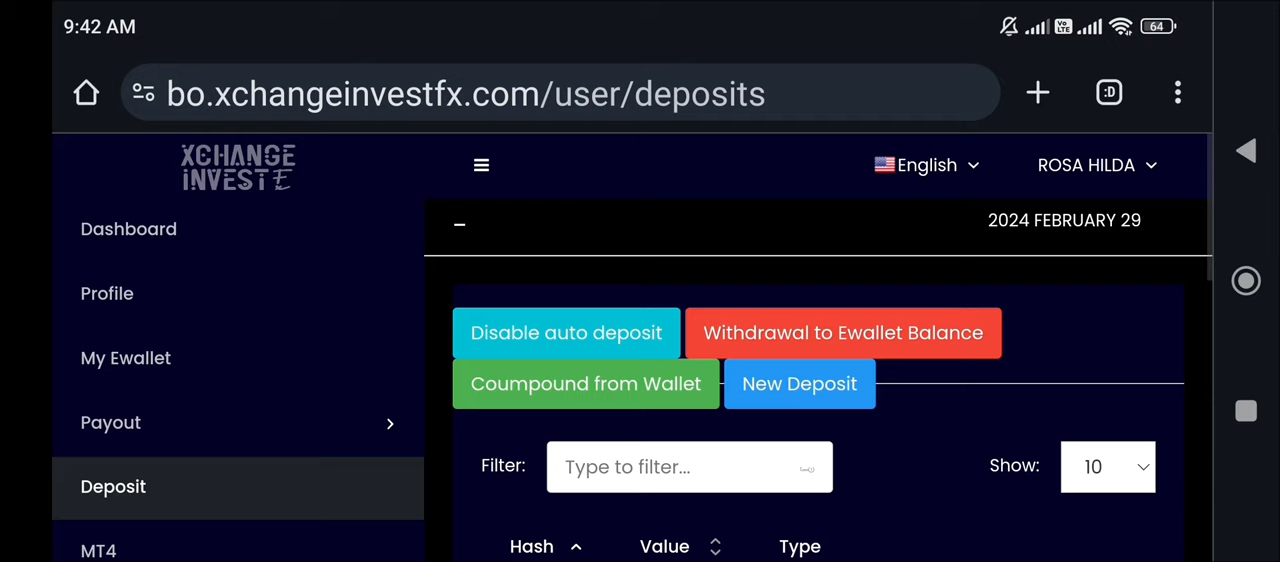 9:42 AM
Vo LTE
64
bo.xchangeinvestfx.com/user/deposits
:D
XCHANGE
INVESTE
English
ROSA HILDA
Dashboard
2024 FEBRUARY 29
Profile
Disable auto deposit
Withdrawal to Ewallet Balance
My Ewallet
Coumpound from Wallet
New Deposit
Payout
Filter:
Type to filter...
Show:
10
Deposit
MT4
Hash
Value
Type